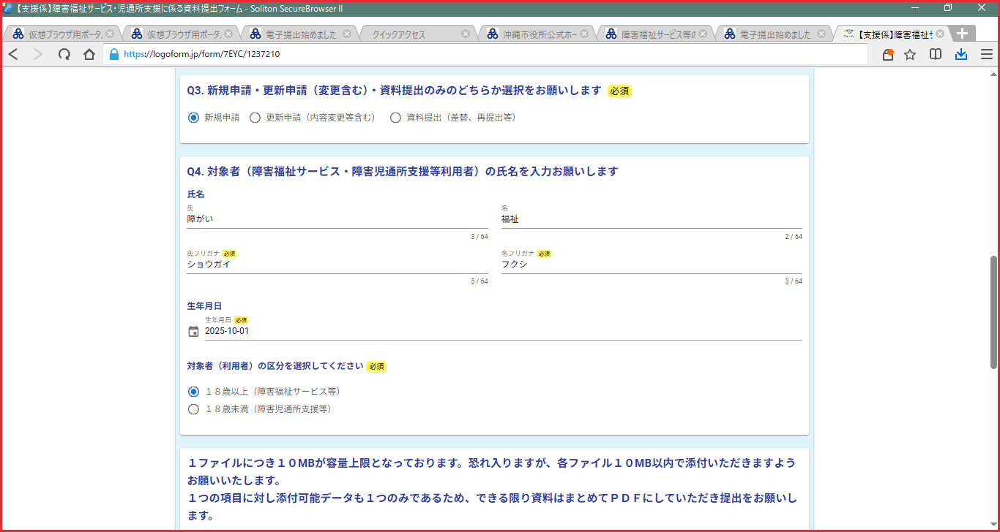 【支援係】障害福祉サービス・児通所支援に係る資料提出フォーム - Soliton SecureBrowser II
仮想ブラウザ用ポータ
仮想ブラウザ用ポータ
電子提出始めました
クイックアクセス
沖縄市役所公式ホー
障害福祉サービス等の
電子提出始めました
【支援係】障害福祉サ
https://logoform.jp/form/7EYC/1237210
Q3. 新規申請・更新申請（変更含む）・資料提出のみのどちらか選択をお願いします 必須
新規申請 更新申請（内容変更等含む） 資料提出（差替、再提出等）
Q4. 対象者（障害福祉サービス・障害児通所支援等利用者）の氏名を入力お願いします
氏名
氏 名
障がい 福祉
3 / 64 2 / 64
氏フリガナ 必須 名フリガナ 必須
ショウガイ フクシ
5 / 64 3 / 64
生年月日
生年月日 必須
2025-10-01
対象者（利用者）の区分を選択してください 必須
１８歳以上（障害福祉サービス等）
１８歳未満（障害児通所支援等）
１ファイルにつき１０MBが容量上限となっております。恐れ入りますが、各ファイル１０MB以内で添付いただきますよう
お願いいたします。
１つの項目に対し添付可能データも１つのみであるため、できる限り資料はまとめてＰＤＦにしていただき提出をお願いし
ます。